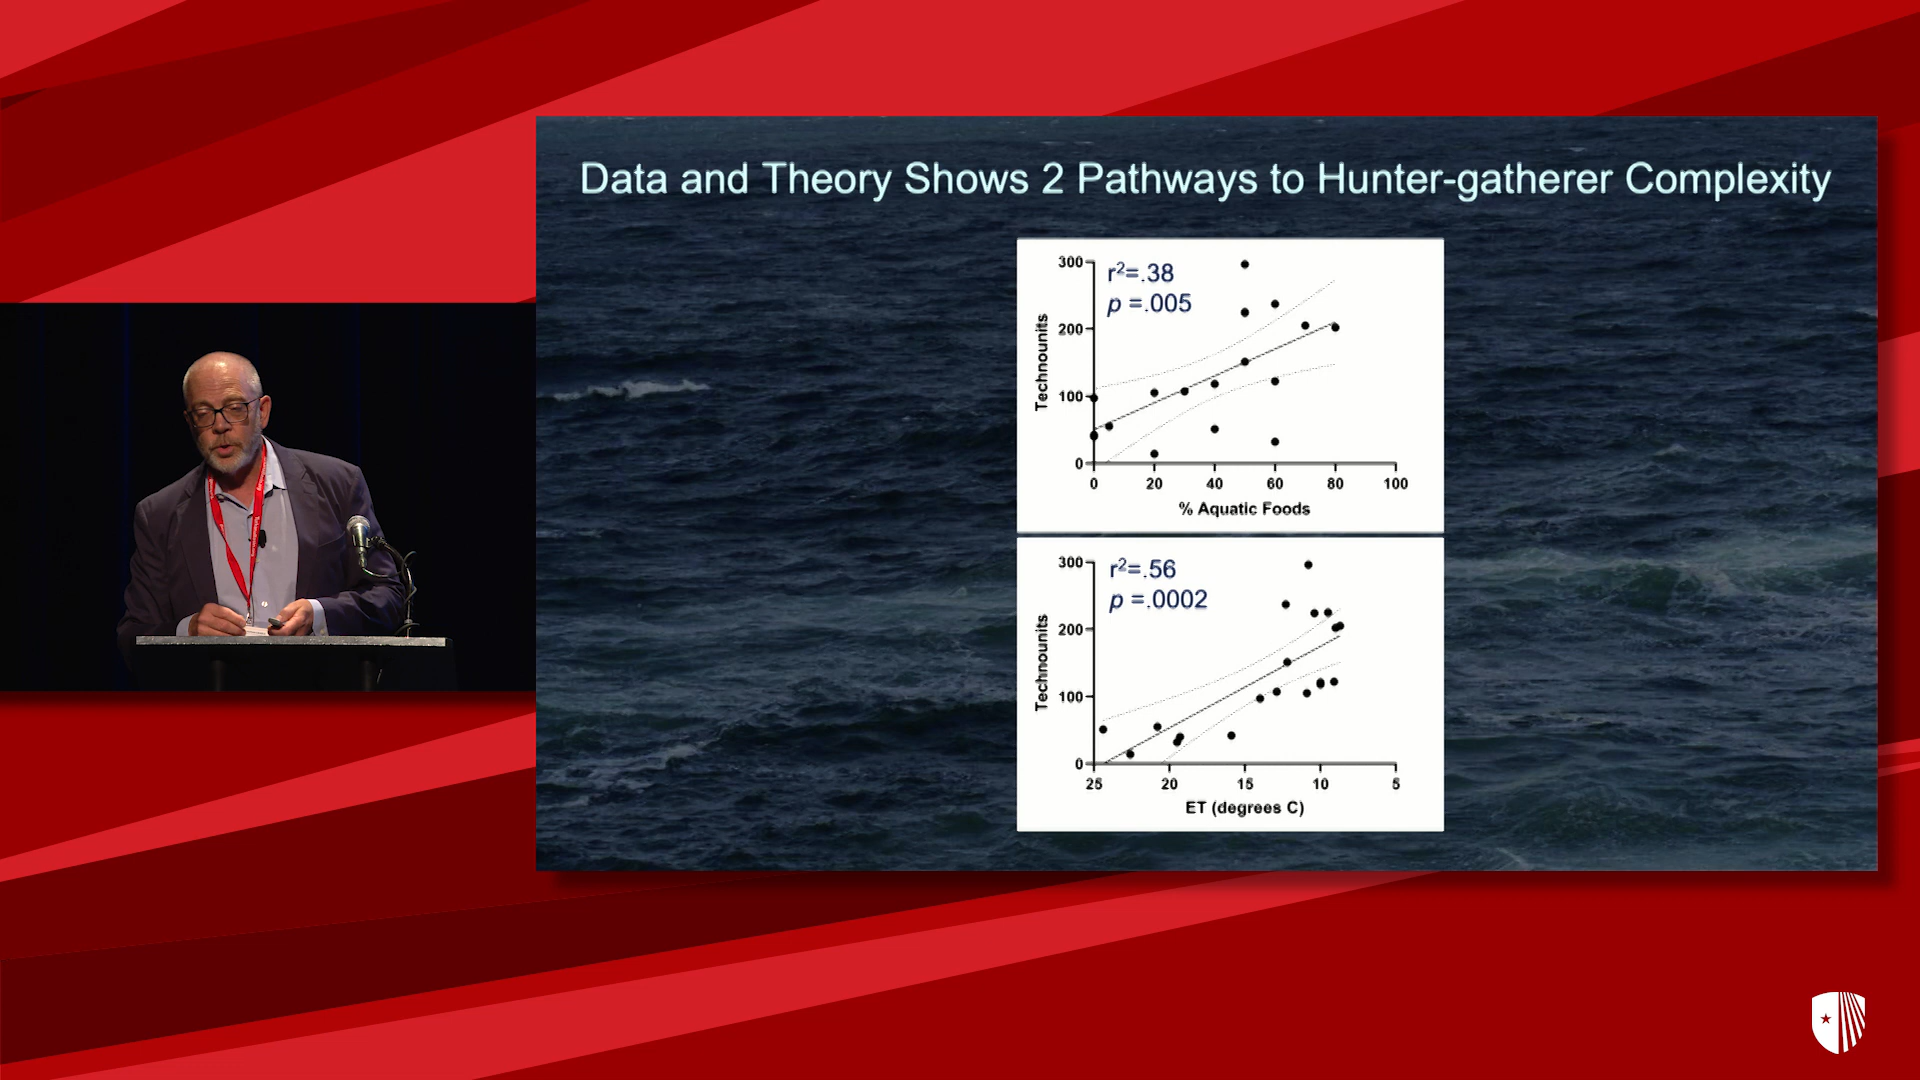 Data and Theory Shows 2 Pathways to Hunter-gatherer Complexity
r²=.38
p =.005
Technounits
300
200
100
0
0 20 40 60 80 100
% Aquatic Foods
r²=.56
p =.0002
Technounits
300
200
100
0
25 20 15 10 5
ET (degrees C)